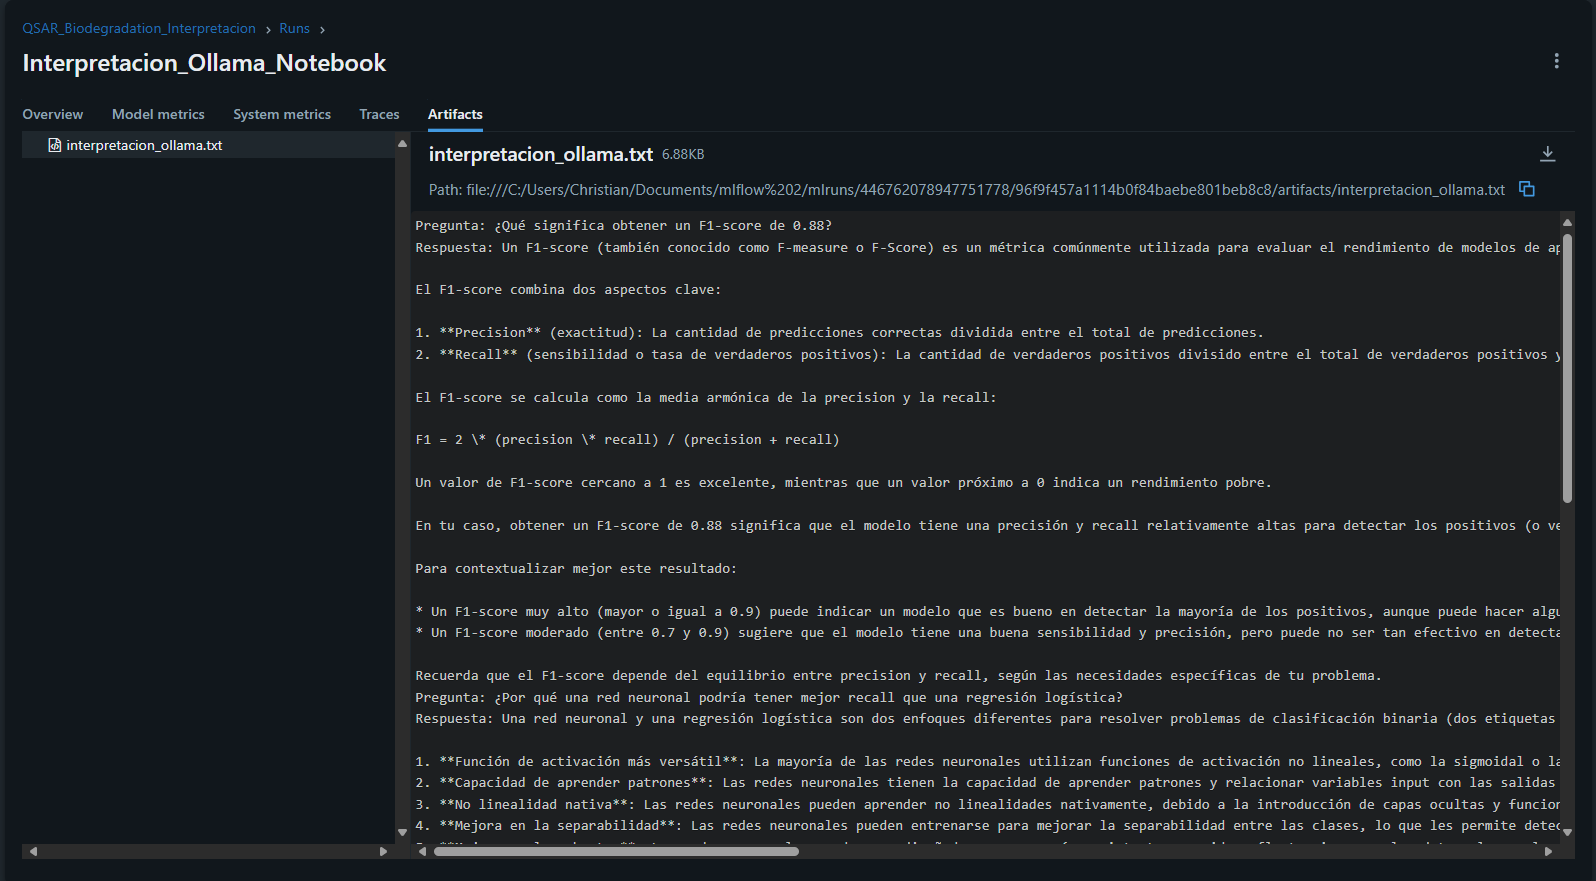 QSAR_Biodegradation_Interpretacion > Runs >
Interpretacion_Ollama_Notebook
Overview Model metrics System metrics Traces Artifacts
interpretacion_ollama.txt
interpretacion_ollama.txt 6.88KB
Path: file:///C:/Users/Christian/Documents/mlflow%202/mlruns/446762078947751778/96f9f457a1114b0f84baebe801beb8c8/artifacts/interpretacion_ollama.txt
Pregunta: ¿Qué significa obtener un F1-score de 0.88?
Respuesta: Un F1-score (también conocido como F-measure o F-Score) es un métrica comúnmente utilizada para evaluar el rendimiento de modelos de ap
El F1-score combina dos aspectos clave:
1. **Precision** (exactitud): La cantidad de predicciones correctas dividida entre el total de predicciones.
2. **Recall** (sensibilidad o tasa de verdaderos positivos): La cantidad de verdaderos positivos divisido entre el total de verdaderos positivos y
El F1-score se calcula como la media armónica de la precision y la recall:
F1 = 2 \* (precision \* recall) / (precision + recall)
Un valor de F1-score cercano a 1 es excelente, mientras que un valor próximo a 0 indica un rendimiento pobre.
En tu caso, obtener un F1-score de 0.88 significa que el modelo tiene una precisión y recall relativamente altas para detectar los positivos (o ve
Para contextualizar mejor este resultado:
* Un F1-score muy alto (mayor o igual a 0.9) puede indicar un modelo que es bueno en detectar la mayoría de los positivos, aunque puede hacer algu
* Un F1-score moderado (entre 0.7 y 0.9) sugiere que el modelo tiene una buena sensibilidad y precisión, pero puede no ser tan efectivo en detecta
Recuerda que el F1-score depende del equilibrio entre precision y recall, según las necesidades específicas de tu problema.
Pregunta: ¿Por qué una red neuronal podría tener mejor recall que una regresión logística?
Respuesta: Una red neuronal y una regresión logística son dos enfoques diferentes para resolver problemas de clasificación binaria (dos etiquetas
1. **Función de activación más versátil**: La mayoría de las redes neuronales utilizan funciones de activación no lineales, como la sigmoidal o la
2. **Capacidad de aprender patrones**: Las redes neuronales tienen la capacidad de aprender patrones y relacionar variables input con las salidas
3. **No linealidad nativa**: Las redes neuronales pueden aprender no linealidades nativamente, debido a la introducción de capas ocultas y funcion
4. **Mejora en la separabilidad**: Las redes neuronales pueden entrenarse para mejorar la separabilidad entre las clases, lo que les permite detec